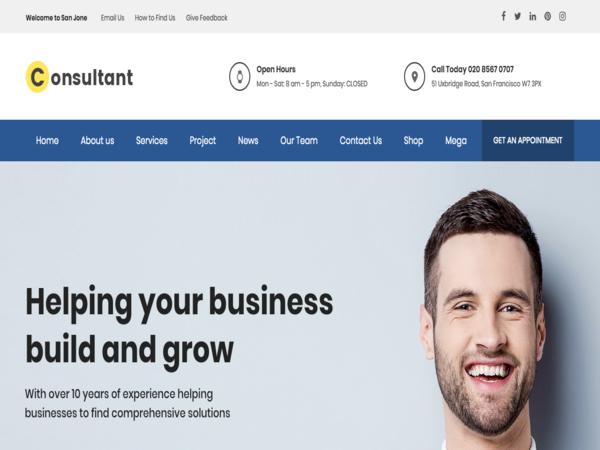 Welcome to San Jone Email Us How to Find Us Give Feedback
Consultant
Open Hours
Mon - Sat: 8 am - 5 pm, Sunday: CLOSED
Call Today 020 8567 0707
51 Uxbridge Road, San Francisco W7 3PX
Home About us Services Project News Our Team Contact Us Shop Mega GET AN APPOINTMENT
Helping your business
build and grow
With over 10 years of experience helping
businesses to find comprehensive solutions